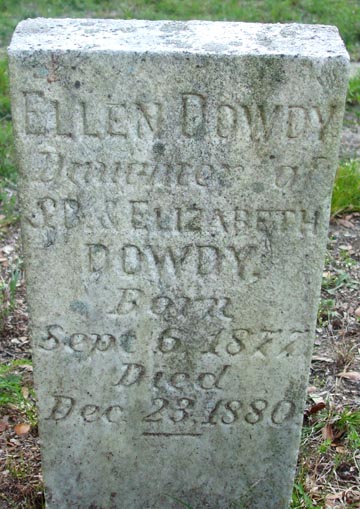 ELLEN DOWDY
Daughter of
S.D. & ELIZABETH
DOWDY.
Born
Sept 6, 1877
Died
Dec 23, 1880